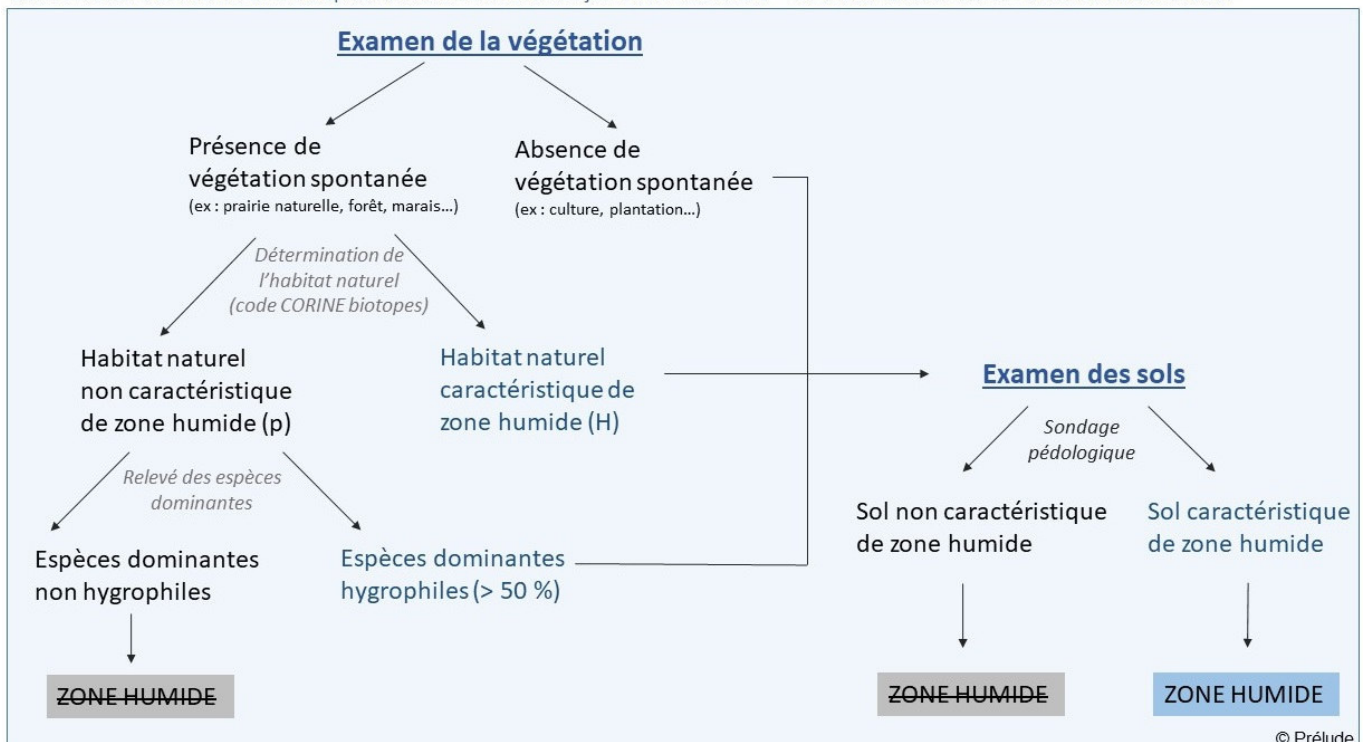 Examen de la végétation
Présence de
végétation spontanée
(ex : prairie naturelle, forêt, marais…)
Absence de
végétation spontanée
(ex : culture, plantation…)
Détermination de
l'habitat naturel
(code CORINE biotopes)
Habitat naturel
non caractéristique
de zone humide (p)
Habitat naturel
caractéristique de
zone humide (H)
Relevé des espèces
dominantes
Espèces dominantes
non hygrophiles
Espèces dominantes
hygrophiles (> 50 %)
ZONE HUMIDE
Examen des sols
Sondage
pédologique
Sol non caractéristique
de zone humide
Sol caractéristique
de zone humide
ZONE HUMIDE
ZONE HUMIDE
© Prélude